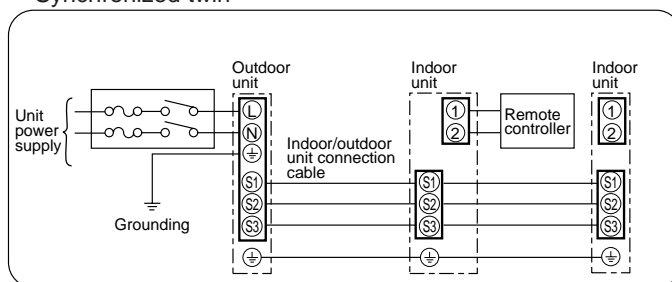 Synchronized twin
Outdoor
unit
Indoor
unit
Indoor
unit
Unit
power
supply
L
N
Grounding
Indoor/outdoor
unit connection
cable
1
2
Remote
controller
1
2
S1
S2
S3
S1
S2
S3
S1
S2
S3